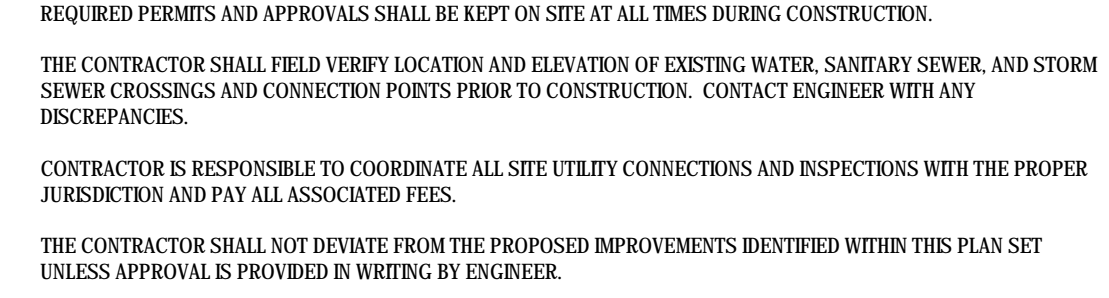 REQUIRED PERMITS AND APPROVALS SHALL BE KEPT ON SITE AT ALL TIMES DURING CONSTRUCTION.
THE CONTRACTOR SHALL FIELD VERIFY LOCATION AND ELEVATION OF EXISTING WATER, SANITARY SEWER, AND STORM
SEWER CROSSINGS AND CONNECTION POINTS PRIOR TO CONSTRUCTION.  CONTACT ENGINEER WITH ANY
DISCREPANCIES.
CONTRACTOR IS RESPONSIBLE TO COORDINATE ALL SITE UTILITY CONNECTIONS AND INSPECTIONS WITH THE PROPER
JURISDICTION AND PAY ALL ASSOCIATED FEES.
THE CONTRACTOR SHALL NOT DEVIATE FROM THE PROPOSED IMPROVEMENTS IDENTIFIED WITHIN THIS PLAN SET
UNLESS APPROVAL IS PROVIDED IN WRITING BY ENGINEER.